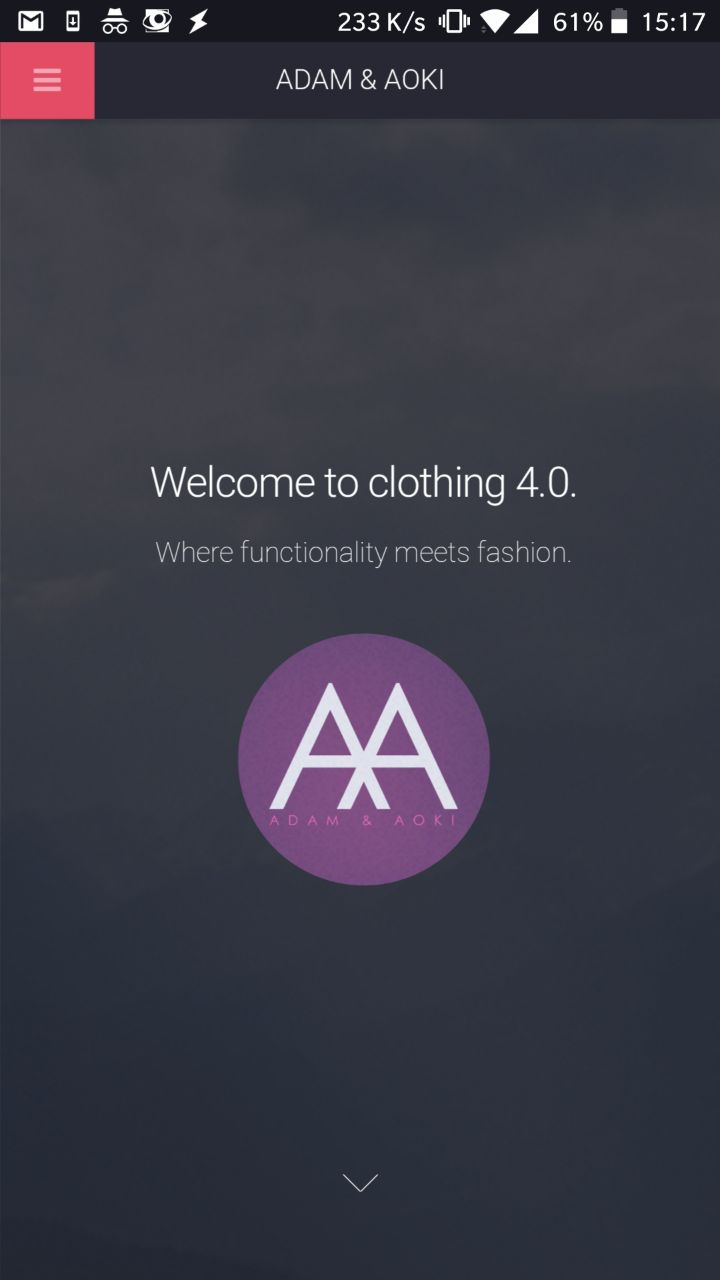 233 K/s 61% 15:17
ADAM & AOKI
Welcome to clothing 4.0.
Where functionality meets fashion.
AA
ADAM & AOKI